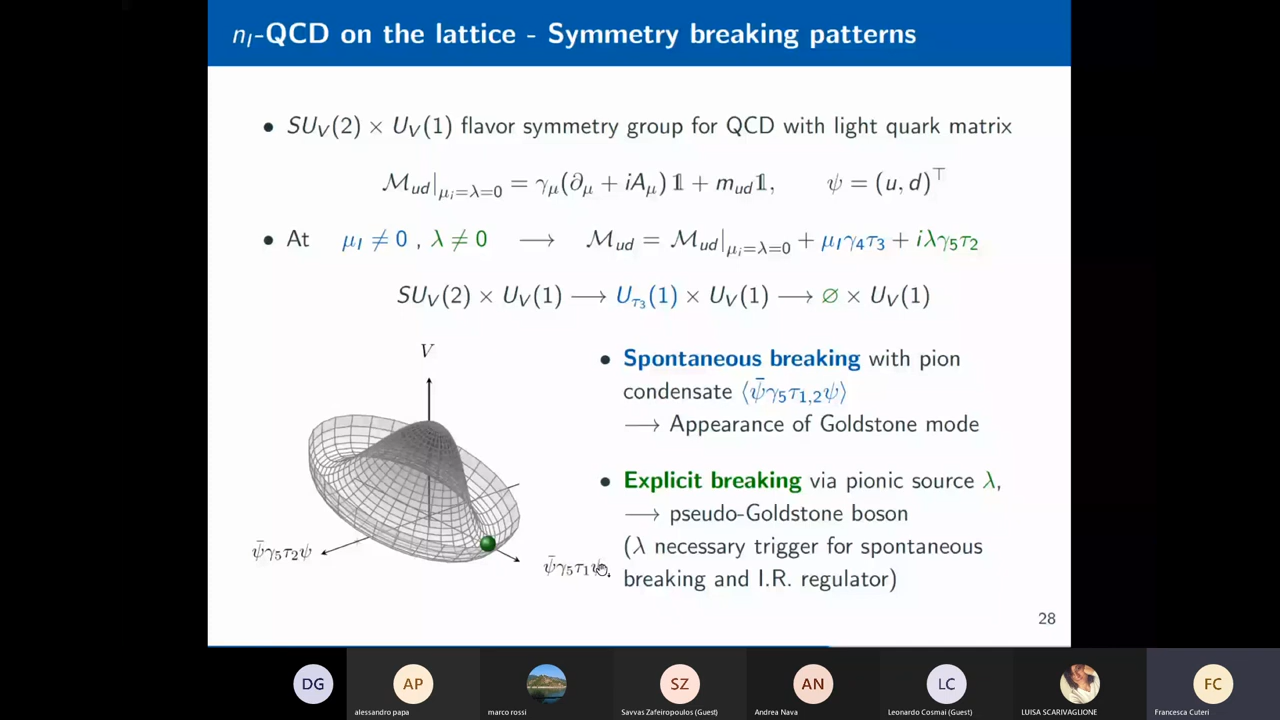 n_I-QCD on the lattice - Symmetry breaking patterns
• SU_V(2) × U_V(1) flavor symmetry group for QCD with light quark matrix
ℳ_ud|_{μ_i=λ=0} = γ_μ(∂_μ + iA_μ) 𝟙 + m_ud 𝟙, ψ = (u, d)^⊤
• At μ_I ≠ 0 , λ ≠ 0 ⟶ ℳ_ud = ℳ_ud|_{μ_i=λ=0} + μ_I γ_4 τ_3 + iλγ_5 τ_2
SU_V(2) × U_V(1) ⟶ U_{τ_3}(1) × U_V(1) ⟶ ∅ × U_V(1)
V
ψ̄γ_5τ_2ψ
ψ̄γ_5τ_1ψ
• Spontaneous breaking with pion
condensate ⟨ψ̄γ_5τ_{1,2}ψ⟩
⟶ Appearance of Goldstone mode
• Explicit breaking via pionic source λ,
⟶ pseudo-Goldstone boson
(λ necessary trigger for spontaneous
breaking and I.R. regulator)
28
DG
AP
SZ
AN
LC
FC
alessandro papa
marco rossi
Savvas Zafeiropoulos (Guest)
Andrea Nava
Leonardo Cosmai (Guest)
LUISA SCARIVAGLIONE
Francesca Cuteri